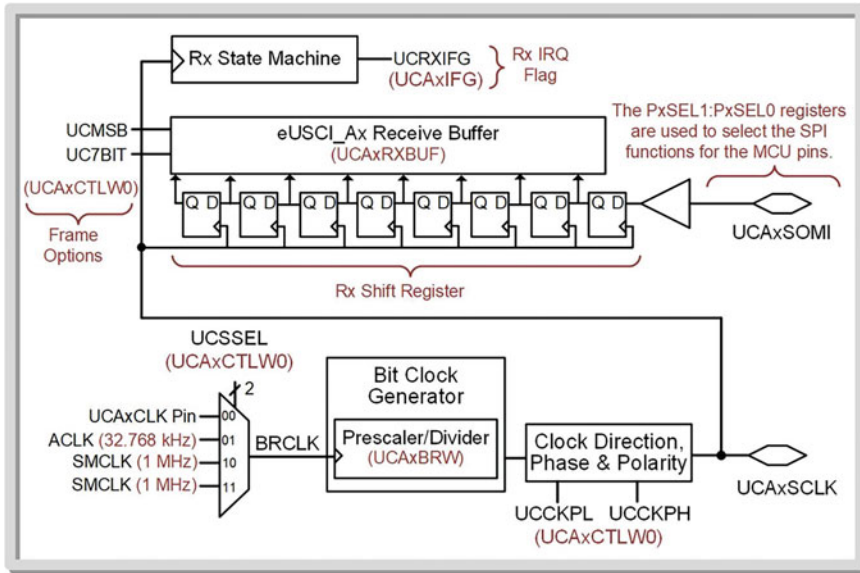 Rx State Machine
UCRXIFG
(UCAxIFG)
Rx IRQ
Flag
The PxSEL1:PxSEL0 registers
are used to select the SPI
functions for the MCU pins.
UCMSB
UC7BIT
(UCAxCTLW0)
Frame
Options
eUSCI_Ax Receive Buffer
(UCAxRXBUF)
Q D Q D Q D Q D Q D Q D Q D Q D
UCAxSOMI
Rx Shift Register
UCSSEL
(UCAxCTLW0)
2
UCAxCLK Pin 00
ACLK (32.768 kHz) 01
SMCLK (1 MHz) 10
SMCLK (1 MHz) 11
BRCLK
Bit Clock
Generator
Prescaler/Divider
(UCAxBRW)
Clock Direction,
Phase & Polarity
UCAxSCLK
UCCKPL UCCKPH
(UCAxCTLW0)